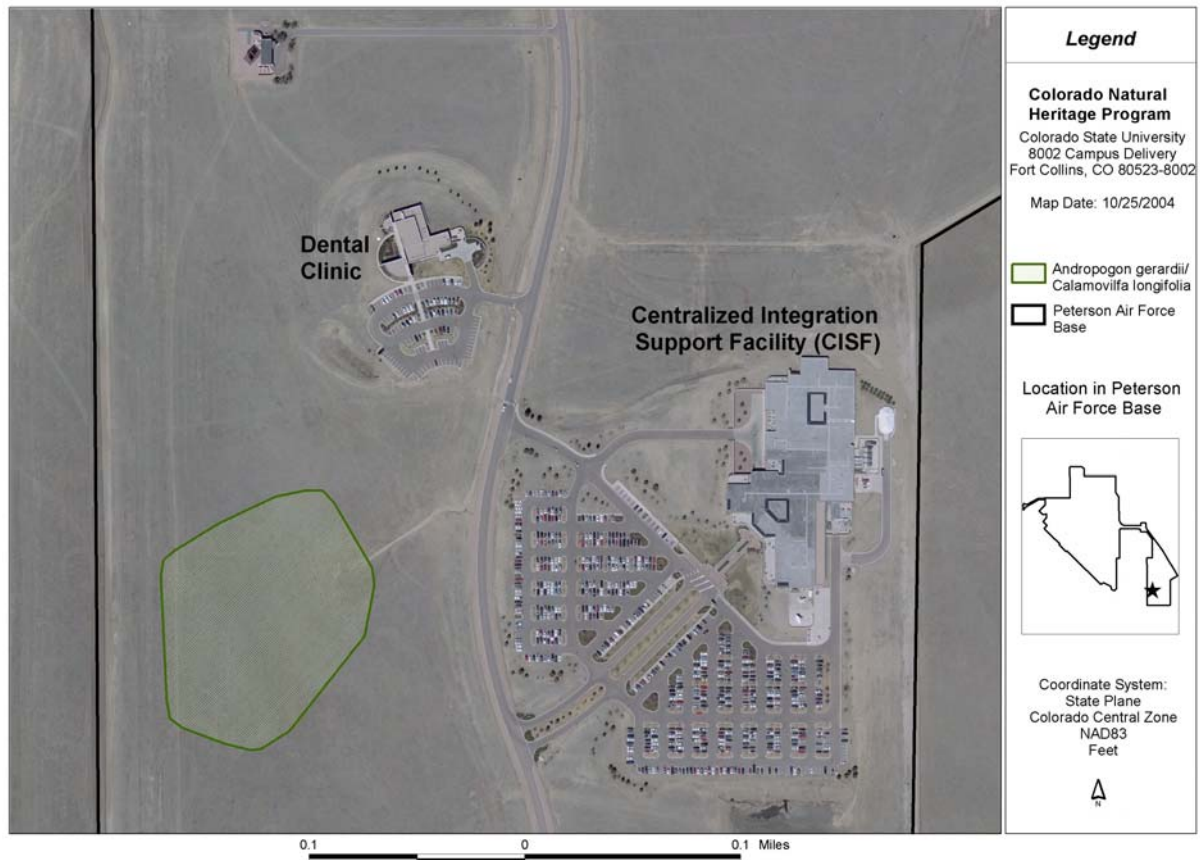 Dental
Clinic
Centralized Integration
Support Facility (CISF)
0.1 0 0.1 Miles
Legend
Colorado Natural
Heritage Program
Colorado State University
8002 Campus Delivery
Fort Collins, CO 80523-8002
Map Date: 10/25/2004
Andropogon gerardii/
Calamovilfa longifolia
Peterson Air Force
Base
Location in Peterson
Air Force Base
Coordinate System:
State Plane
Colorado Central Zone
NAD83
Feet
N